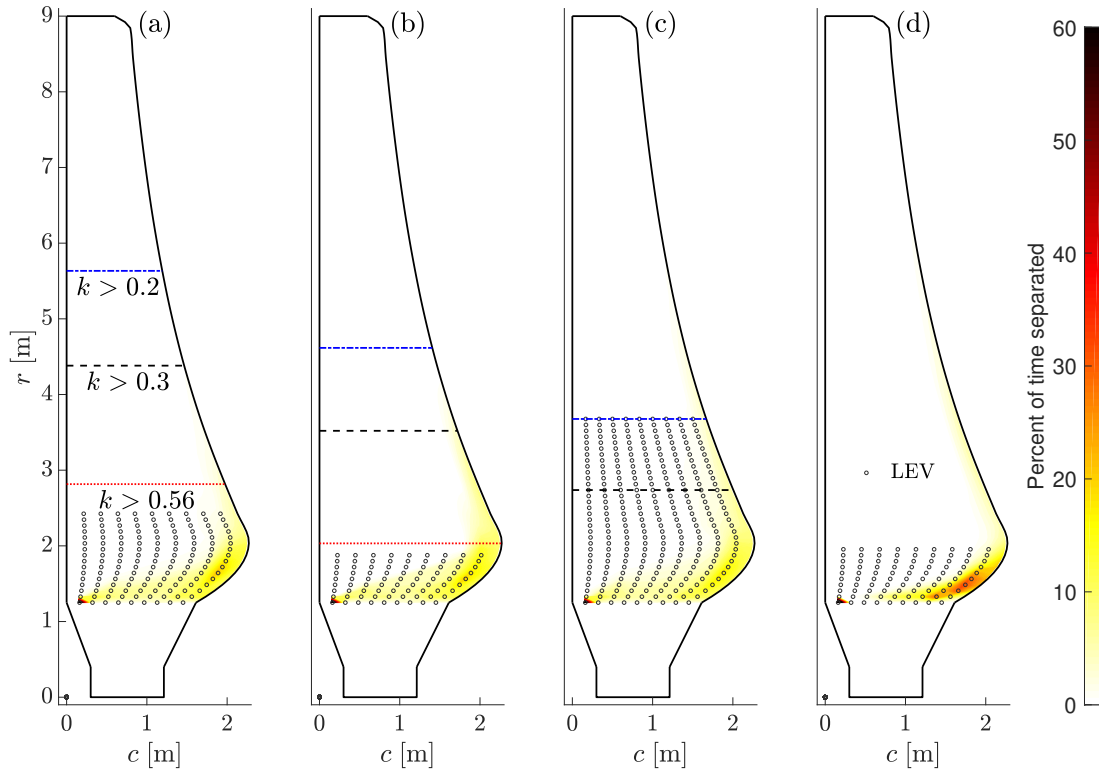 (a) (b) (c) (d)
9
8
7
6
5
4
3
2
1
0
r [m]
k > 0.2
k > 0.3
k > 0.56
LEV
0 1 2
c [m]
0 1 2
c [m]
0 1 2
c [m]
0 1 2
c [m]
60
50
40
30
20
10
0
Percent of time separated